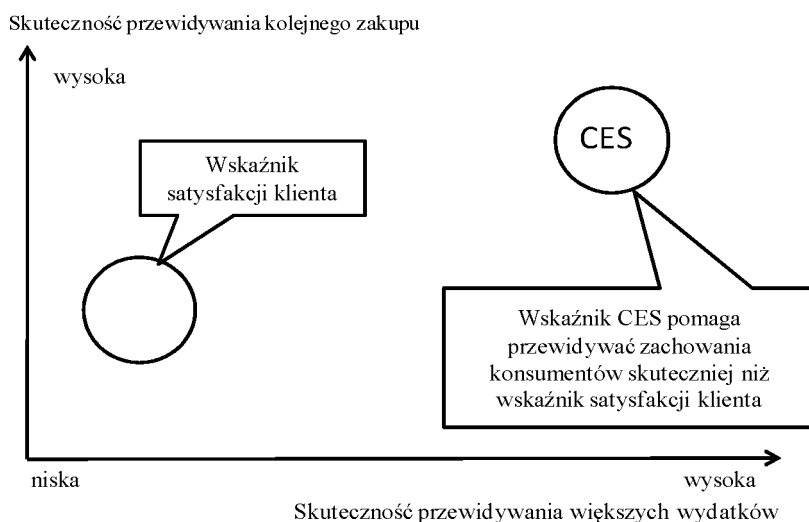 Skuteczność przewidywania kolejnego zakupu
wysoka
Wskaźnik
satysfakcji klienta
CES
Wskaźnik CES pomaga
przewidywać zachowania
konsumentów skuteczniej niż
wskaźnik satysfakcji klienta
niska
wysoka
Skuteczność przewidywania większych wydatków